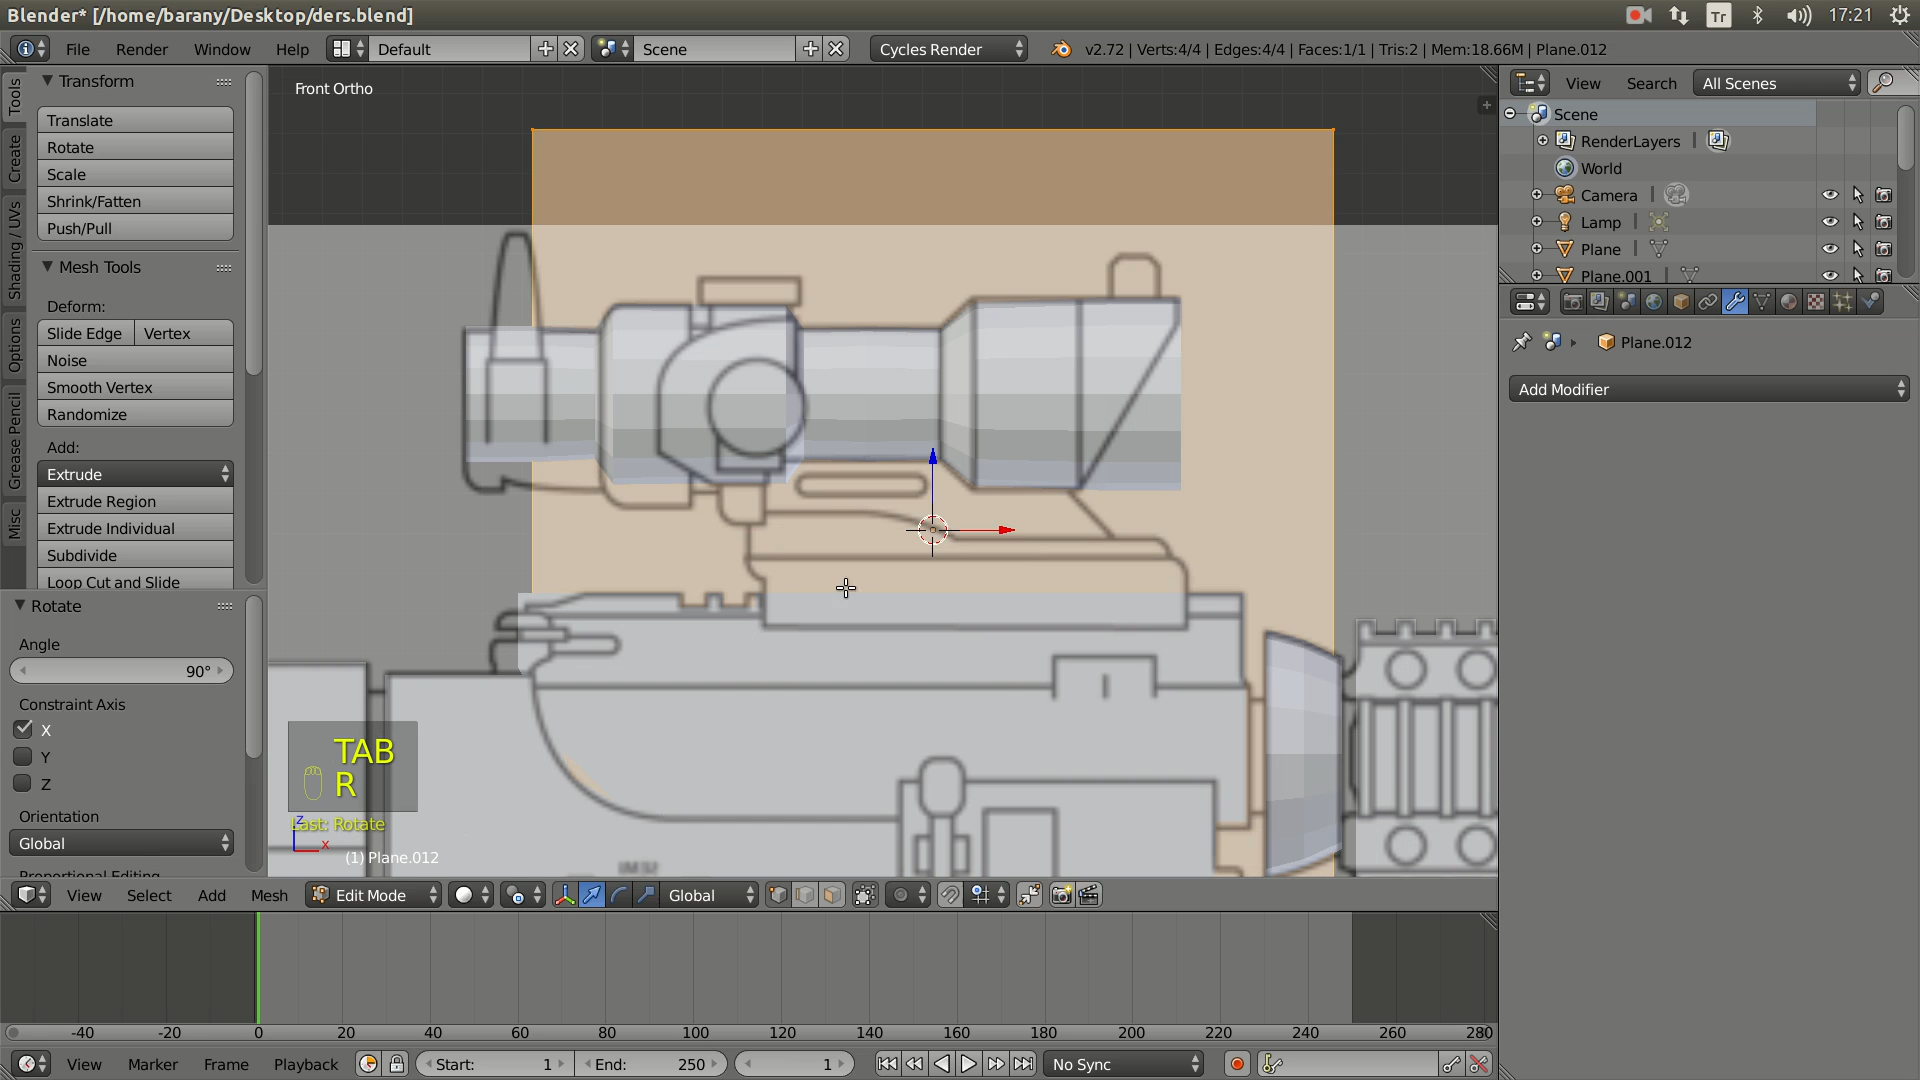 Blender* [/home/barany/Desktop/ders.blend]
Tr
17:21
File
Render
Window
Help
Default
Scene
Cycles Render
v2.72 | Verts:4/4 | Edges:4/4 | Faces:1/1 | Tris:2 | Mem:18.66M | Plane.012
Tools
Create
Shading / UVs
Options
Grease Pencil
Misc
Transform
Translate
Rotate
Scale
Shrink/Fatten
Push/Pull
Mesh Tools
Deform:
Slide Edge
Vertex
Noise
Smooth Vertex
Randomize
Add:
Extrude
Extrude Region
Extrude Individual
Subdivide
Loop Cut and Slide
Rotate
Angle
90°
Constraint Axis
X
Y
Z
Orientation
Global
Proportional Editing
Front Ortho
TAB
R
Last: Rotate
Z
X
(1) Plane.012
View
Select
Add
Mesh
Edit Mode
Global
View
Search
All Scenes
Scene
RenderLayers
World
Camera
Lamp
Plane
Plane.001
Plane.012
Add Modifier
-40
-20
0
20
40
60
80
100
120
140
160
180
200
220
240
260
280
View
Marker
Frame
Playback
Start:
1
End:
250
1
No Sync